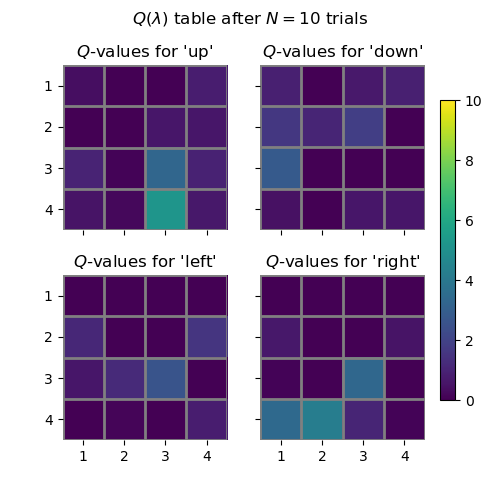 Q(λ) table after N = 10 trials
Q-values for 'up'
Q-values for 'down'
1
2
3
4
10
8
6
4
2
0
Q-values for 'left'
Q-values for 'right'
1
2
3
4
1 2 3 4
1 2 3 4